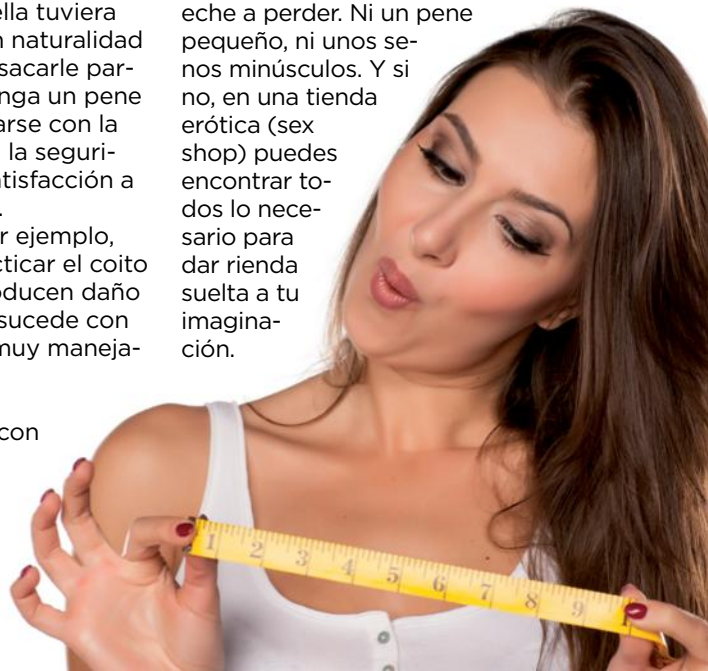 ella tuviera
n naturalidad
sacarle par-
nga un pene
arse con la
la seguri-
tisfacción a
.
r ejemplo,
cticar el coito
oducen daño
sucede con
muy maneja-
con
eche a perder. Ni un pene
pequeño, ni unos se-
nos minúsculos. Y si
no, en una tienda
erótica (sex
shop) puedes
encontrar to-
dos lo nece-
sario para
dar rienda
suelta a tu
imagina-
ción.
1 2 3 4 5 6 7 8 9 1